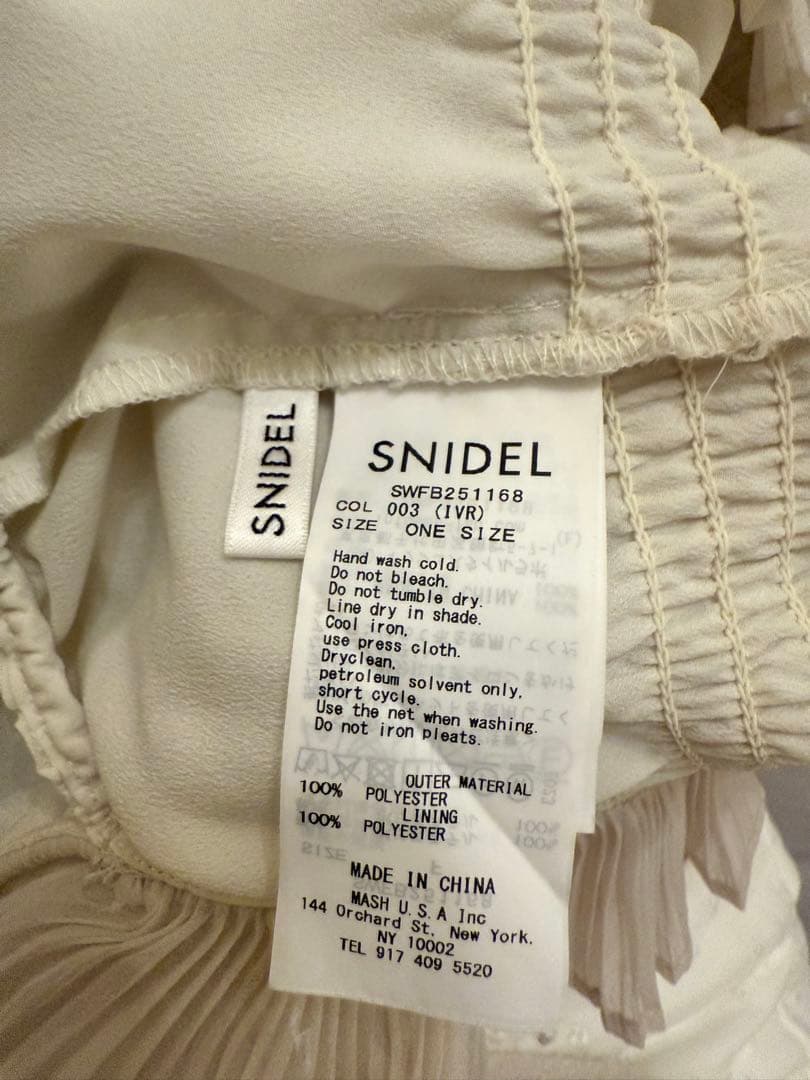 SNIDEL
SNIDEL
SWFB251168
COL 003 (IVR)
SIZE ONE SIZE
Hand wash cold.
Do not bleach.
Do not tumble dry.
Line dry in shade.
Cool iron,
use press cloth.
Dryclean,
petroleum solvent only,
short cycle.
Use the net when washing.
Do not iron pleats.
OUTER MATERIAL
100% POLYESTER
LINING
100% POLYESTER
MADE IN CHINA
MASH U.S.A Inc
144 Orchard St, New York.
NY 10002
TEL 917 409 5520